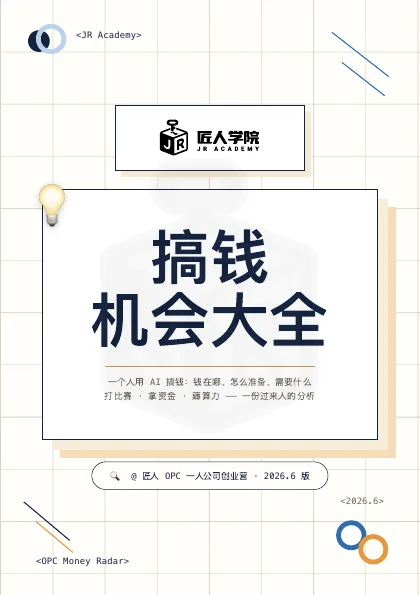 <JR Academy>
JR
匠人学院
JR ACADEMY
搞钱
机会大全
一个人用 AI 搞钱：钱在哪、怎么准备、需要什么
打比赛 · 拿资金 · 薅算力 —— 一份过来人的分析
@ 匠人 OPC 一人公司创业营 · 2026.6 版
<2026.6>
<OPC Money Radar>